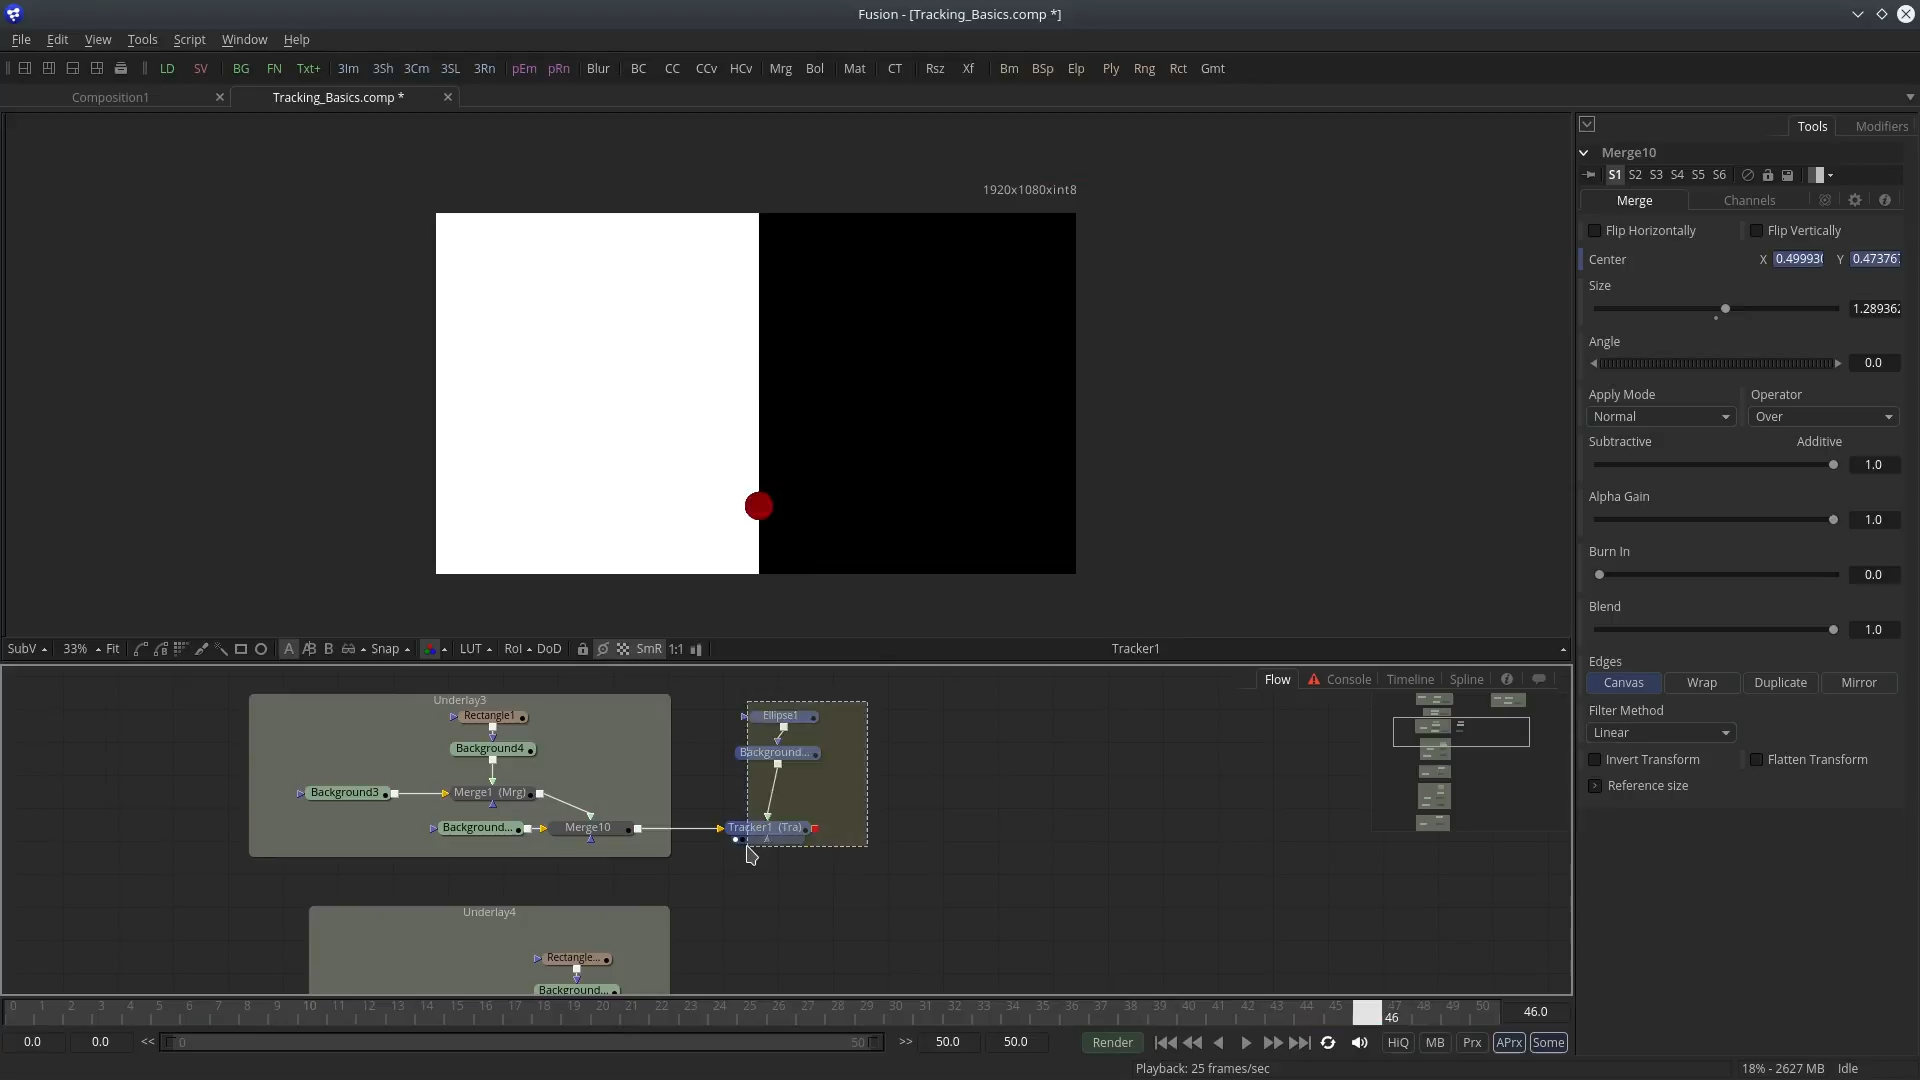 Fusion - [Tracking_Basics.comp *]
File Edit View Tools Script Window Help
LD SV BG FN Txt+ 3Im 3Sh 3Cm 3SL 3Rn pEm pRn Blur BC CC CCv HCv Mrg Bol Mat CT Rsz Xf Bm BSp Elp Ply Rng Rct Gmt
Composition1 Tracking_Basics.comp *
Tools Modifiers
Merge10
S1 S2 S3 S4 S5 S6
Merge Channels
Flip Horizontally Flip Vertically
Center X 0.49993 Y 0.47376
Size
1.28936
Angle
0.0
Apply Mode Operator
Normal Over
Subtractive Additive
1.0
Alpha Gain
1.0
Burn In
0.0
Blend
1.0
Edges
Canvas Wrap Duplicate Mirror
Filter Method
Linear
Invert Transform Flatten Transform
Reference size
1920x1080xint8
SubV 33% Fit A A|B B Snap LUT RoI DoD SmR 1:1 Tracker1
Flow Console Timeline Spline
Underlay3
Rectangle1
Background4
Background3 Merge1 (Mrg)
Background... Merge10
Ellipse1
Background...
Tracker1 (Tra)
Underlay4
Rectangle...
Background...
0 1 2 3 4 5 6 7 8 9 10 11 12 13 14 15 16 17 18 19 20 21 22 23 24 25 26 27 28 29 30 31 32 33 34 35 36 37 38 39 40 41 42 43 44 45 46 47 48 49 50 46.0
0.0 0.0 << 0 50 >> 50.0 50.0 Render HiQ MB Prx APrx Some
Playback: 25 frames/sec 18% - 2627 MB Idle